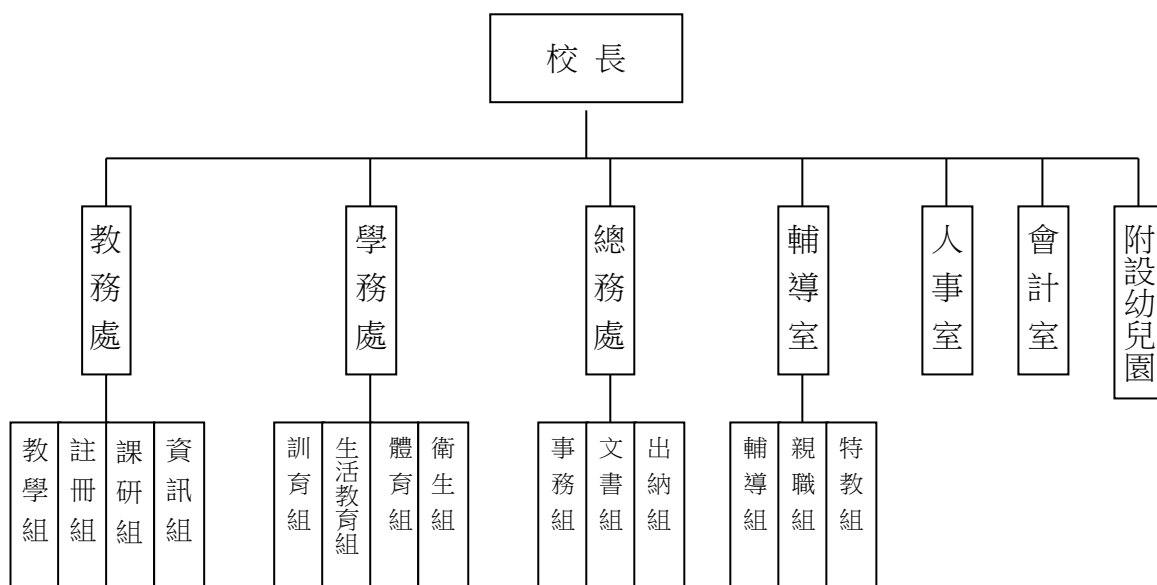 校長
教務處
學務處
總務處
輔導室
人事室
會計室
附設幼兒園
教學組
註冊組
課研組
資訊組
訓育組
生活教育組
體育組
衛生組
事務組
文書組
出納組
輔導組
親職組
特教組